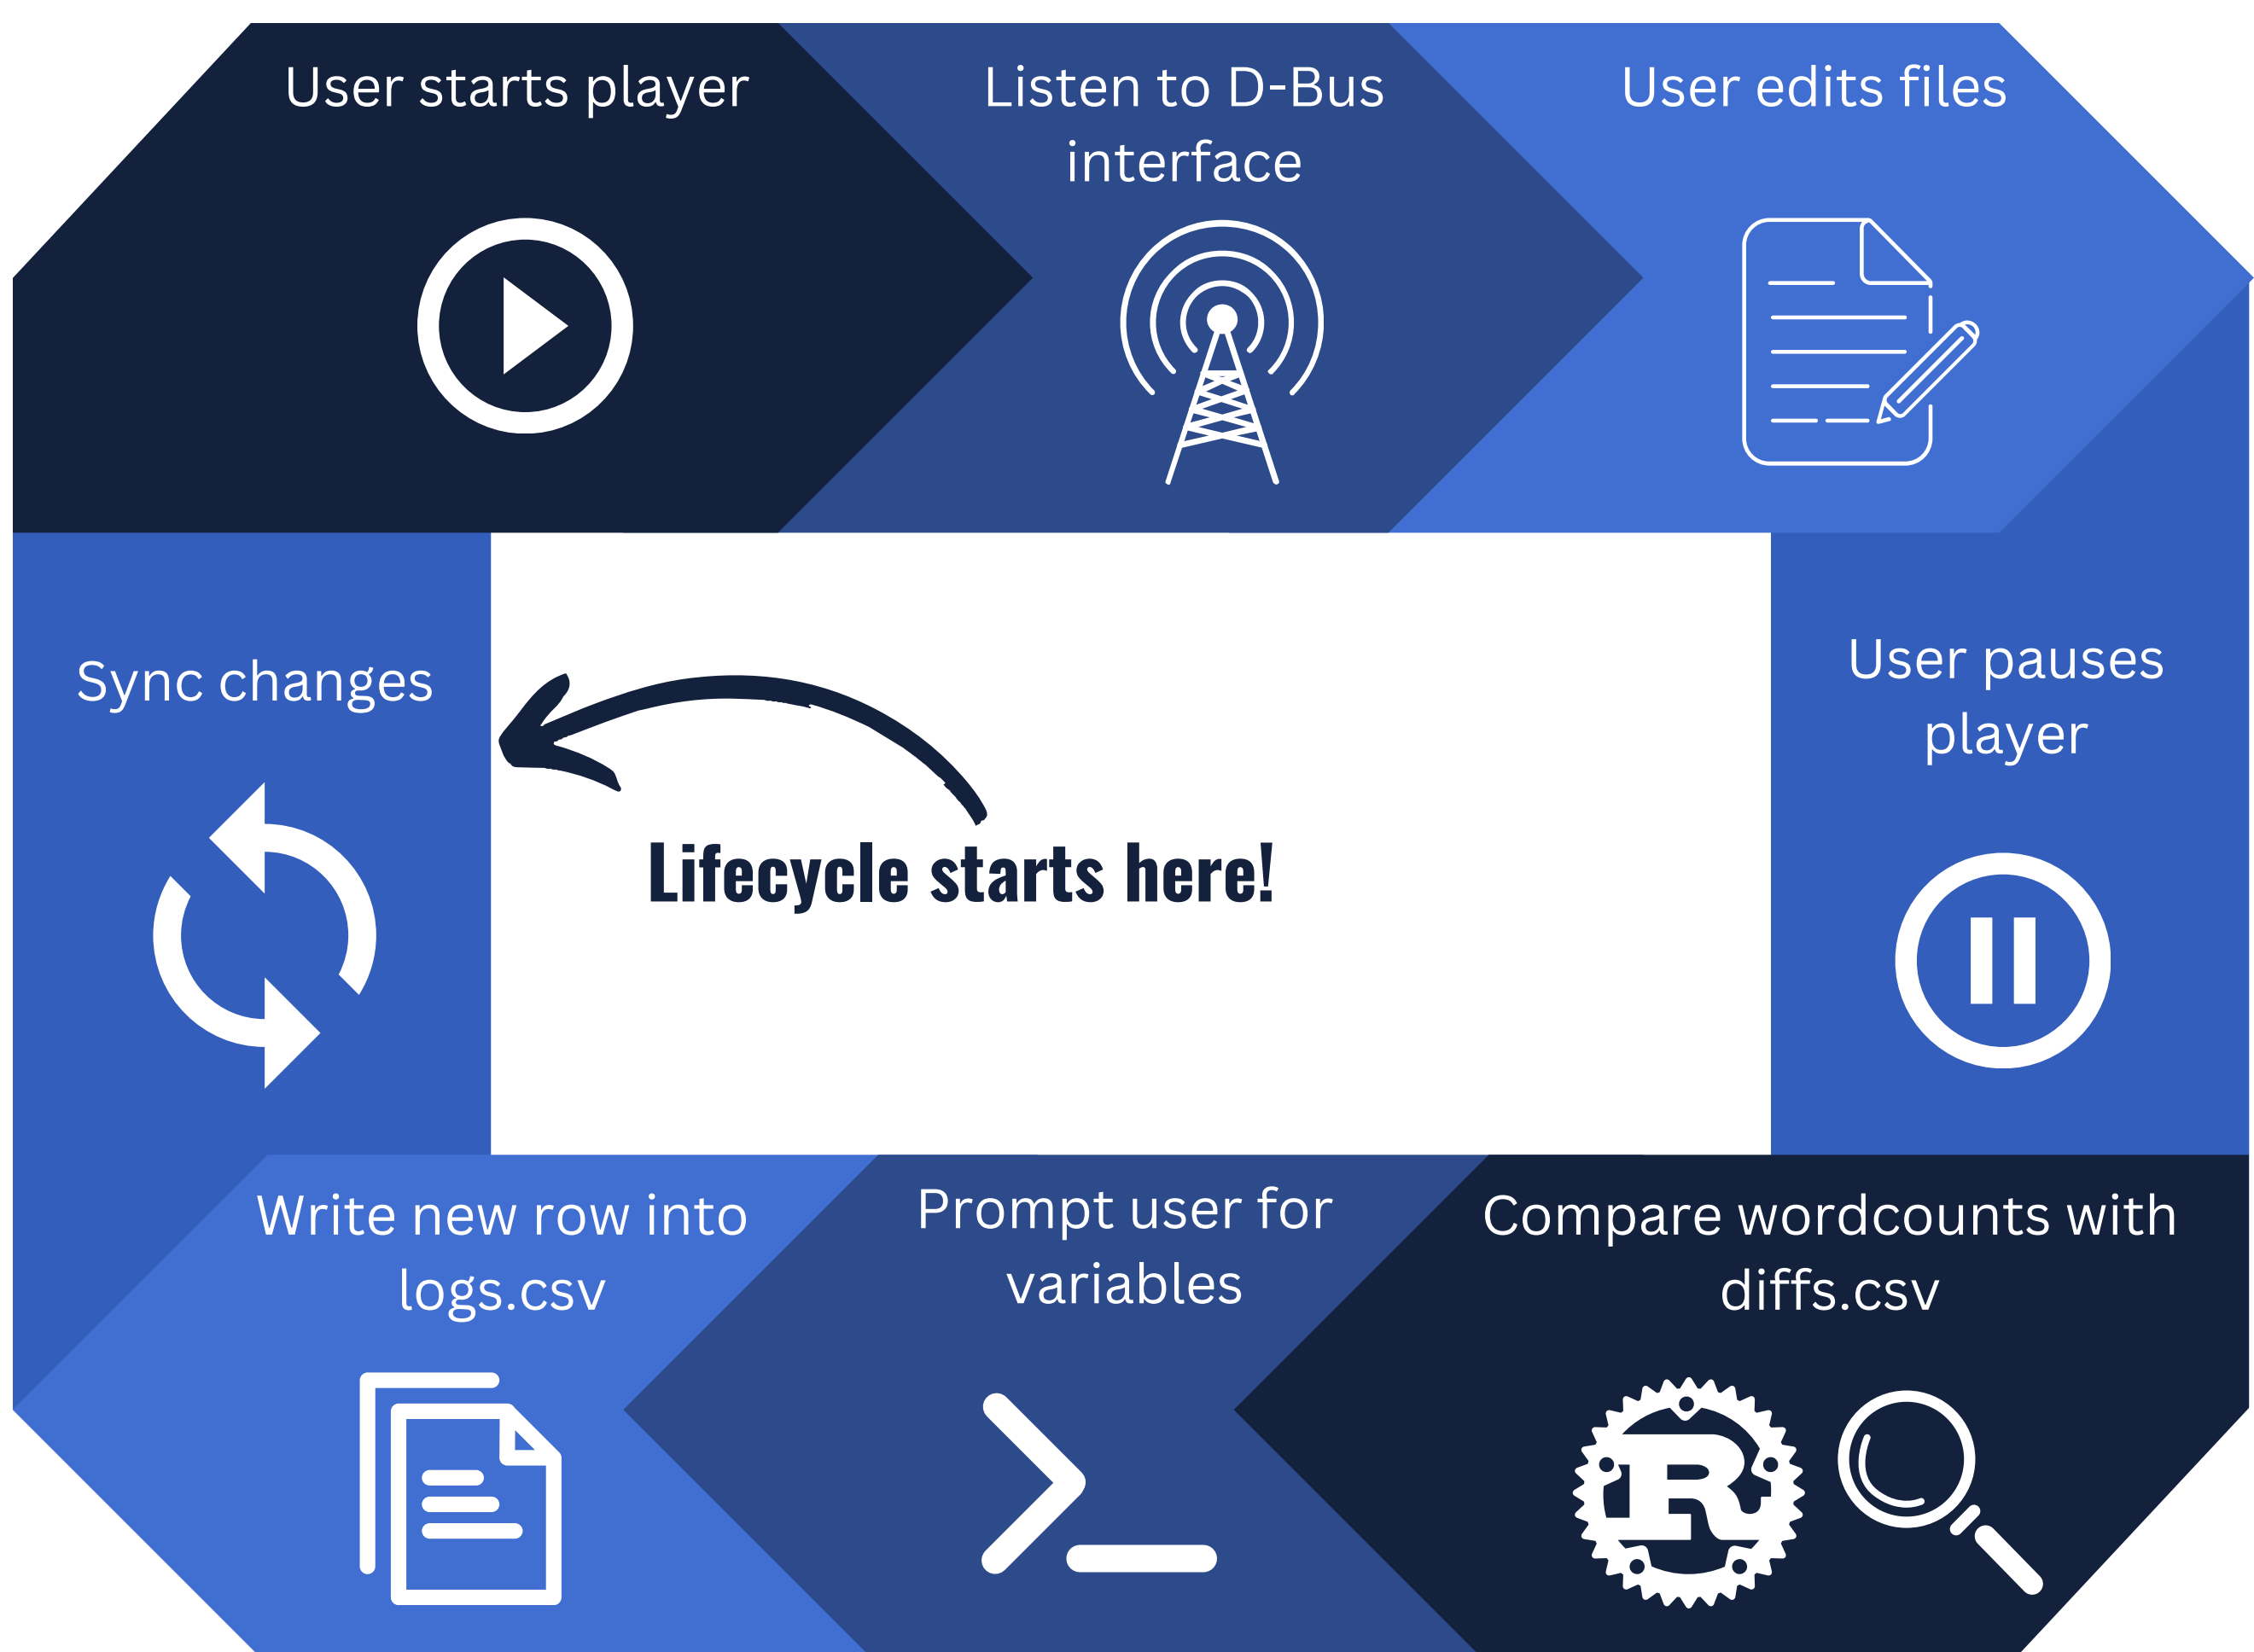 User starts player
Listen to D-Bus
interface
User edits files
Sync changes
User pauses
player
Lifecycle starts here!
Write new row into
logs.csv
Prompt user for
variables
Compare wordcounts with
diffs.csv
R